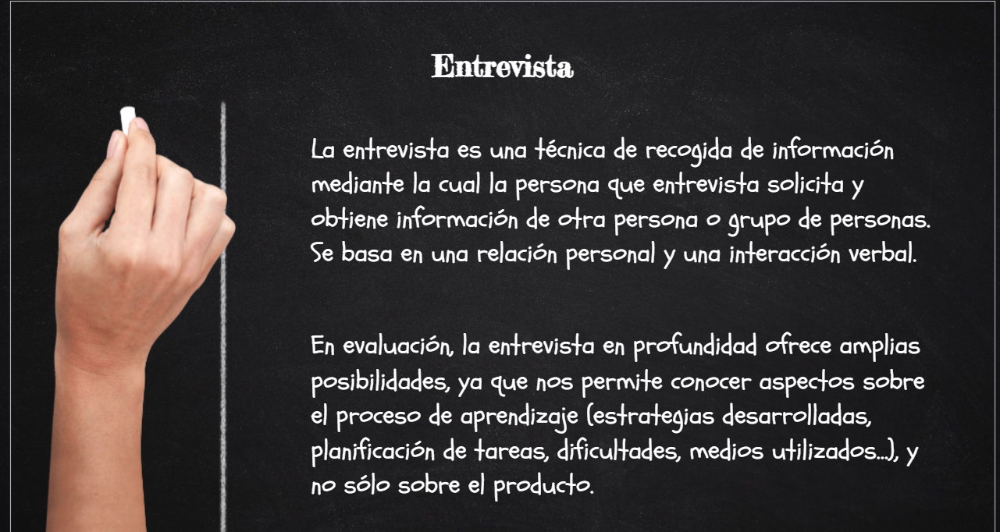 Entrevista
La entrevista es una técnica de recogida de información
mediante la cual la persona que entrevista solicita y
obtiene información de otra persona o grupo de personas.
Se basa en una relación personal y una interacción verbal.
En evaluación, la entrevista en profundidad ofrece amplias
posibilidades, ya que nos permite conocer aspectos sobre
el proceso de aprendizaje (estrategias desarrolladas,
planificación de tareas, dificultades, medios utilizados...), y
no sólo sobre el producto.